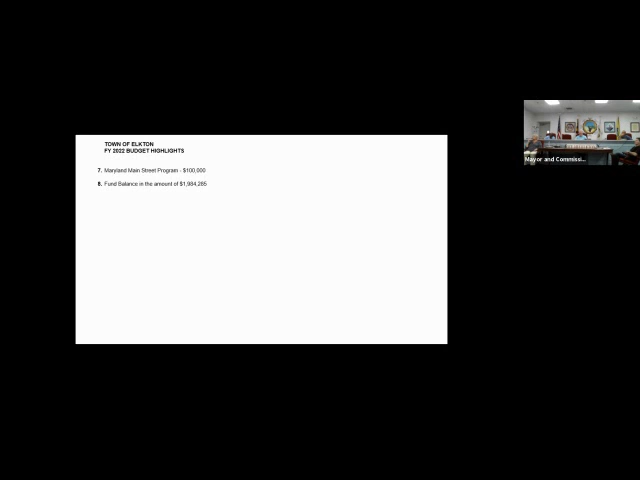 TOWN OF ELKTON
FY 2022 BUDGET HIGHLIGHTS
7. Maryland Main Street Program - $100,000
8. Fund Balance in the amount of $1,984,285
Mayor and Commissi...